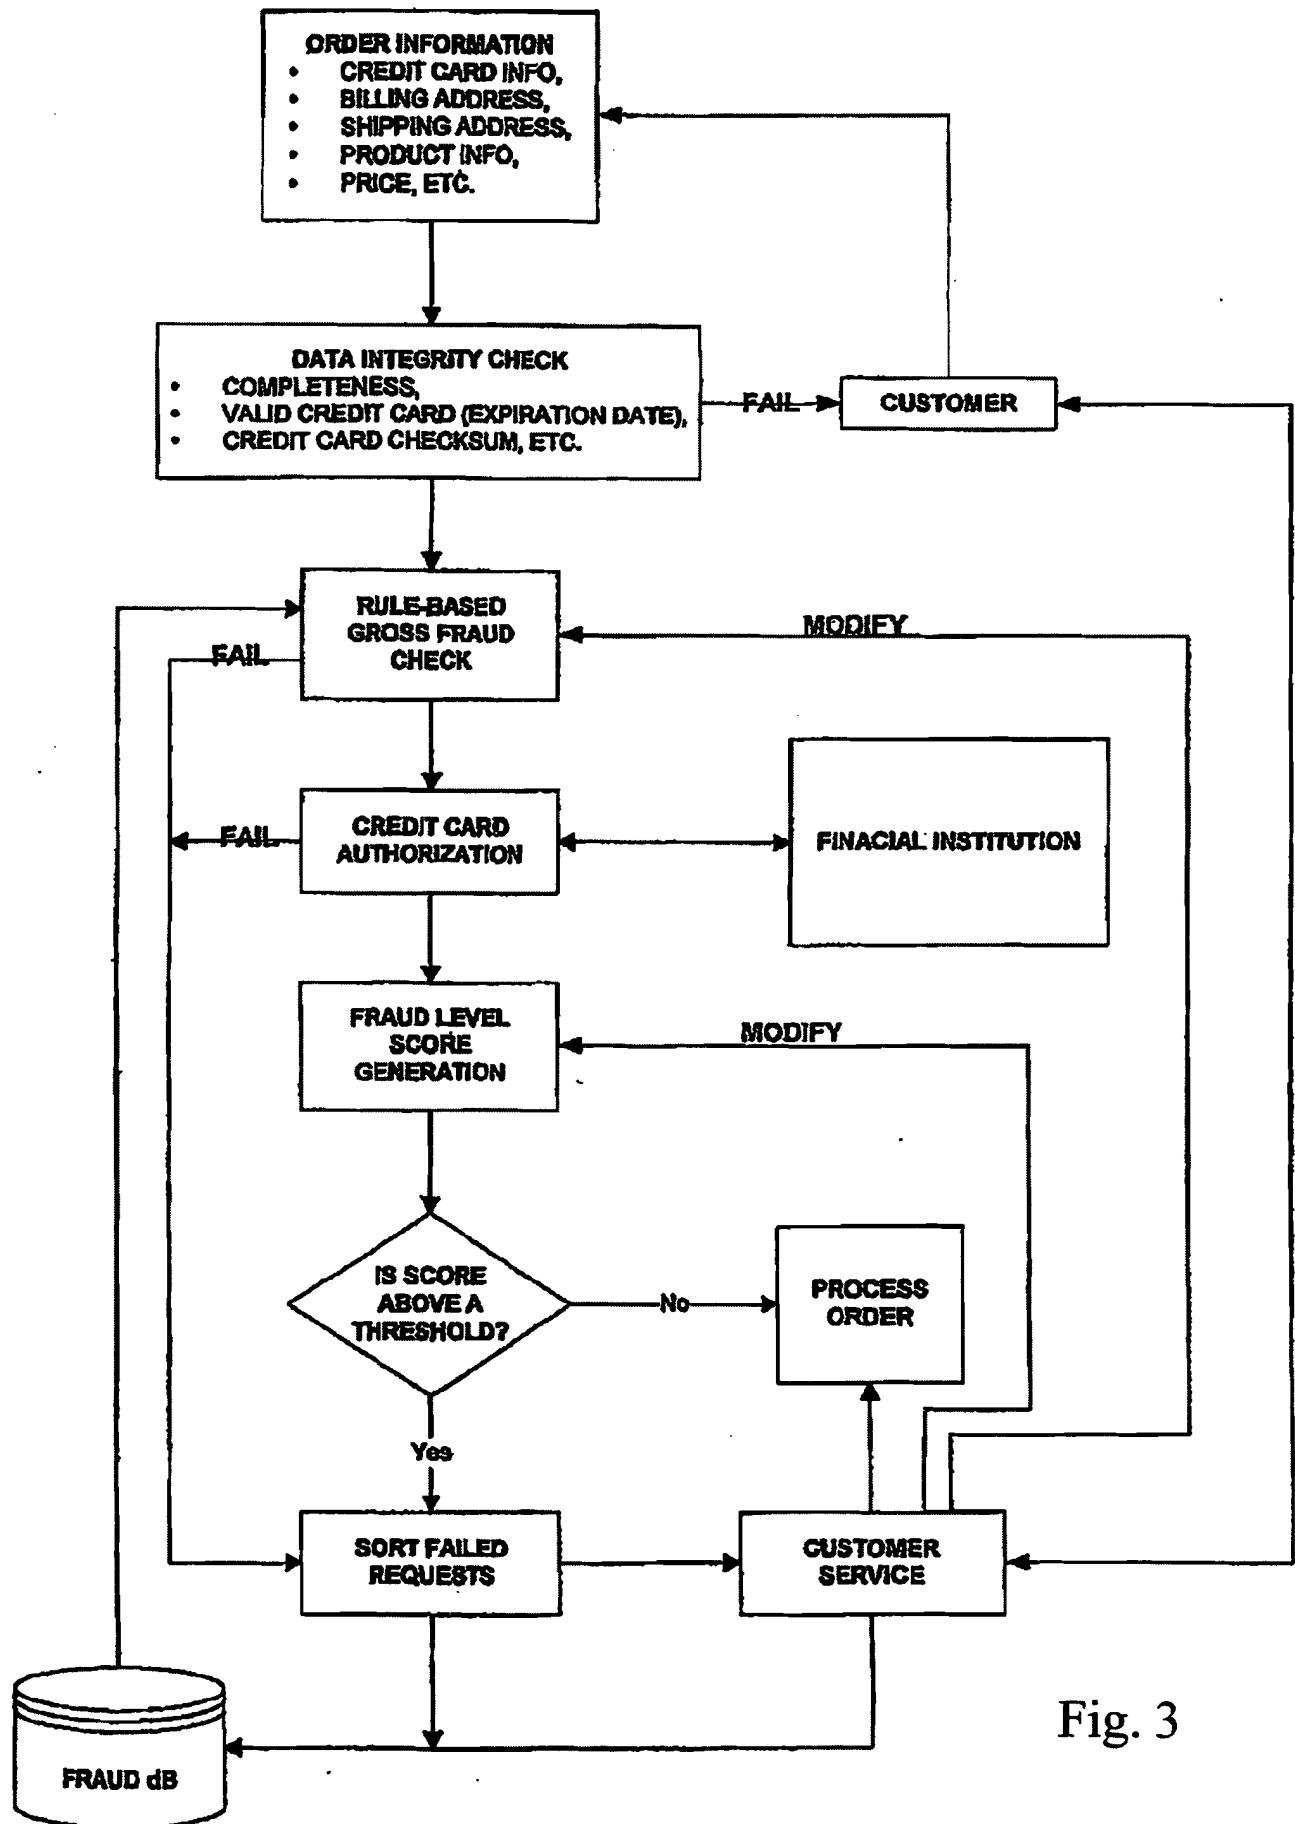 ORDER INFORMATION
• CREDIT CARD INFO,
• BILLING ADDRESS,
• SHIPPING ADDRESS,
• PRODUCT INFO,
• PRICE, ETC.
DATA INTEGRITY CHECK
• COMPLETENESS,
• VALID CREDIT CARD (EXPIRATION DATE),
• CREDIT CARD CHECKSUM, ETC.
FAIL
CUSTOMER
RULE-BASED
GROSS FRAUD
CHECK
FAIL
MODIFY
CREDIT CARD
AUTHORIZATION
FAIL
FINACIAL INSTITUTION
FRAUD LEVEL
SCORE
GENERATION
MODIFY
IS SCORE
ABOVE A
THRESHOLD?
No
PROCESS
ORDER
Yes
SORT FAILED
REQUESTS
CUSTOMER
SERVICE
FRAUD dB
Fig. 3